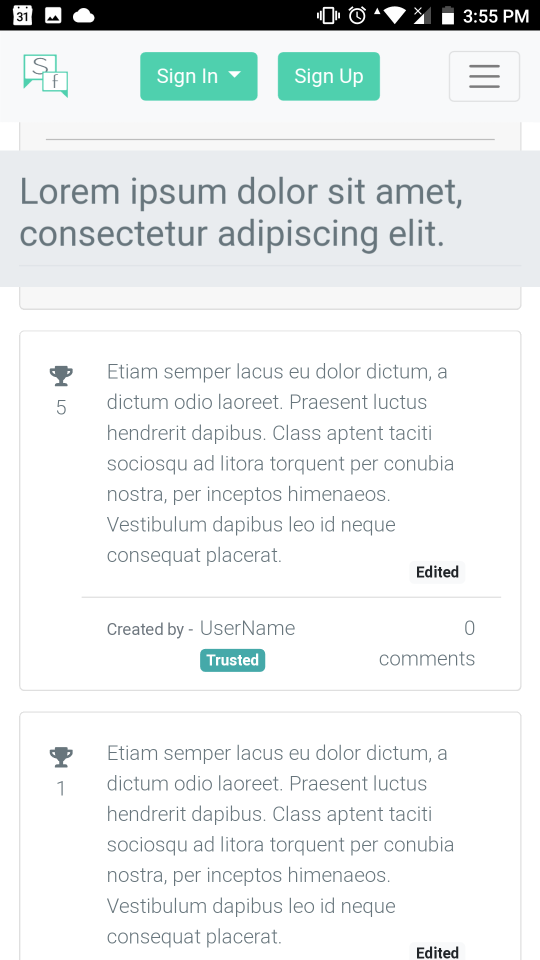 31
3:55 PM
S
f
Sign In
Sign Up
Lorem ipsum dolor sit amet,
consectetur adipiscing elit.
Etiam semper lacus eu dolor dictum, a
5
dictum odio laoreet. Praesent luctus
hendrerit dapibus. Class aptent taciti
sociosqu ad litora torquent per conubia
nostra, per inceptos himenaeos.
Vestibulum dapibus leo id neque
consequat placerat.
Edited
Created by - UserName
Trusted
0
comments
Etiam semper lacus eu dolor dictum, a
1
dictum odio laoreet. Praesent luctus
hendrerit dapibus. Class aptent taciti
sociosqu ad litora torquent per conubia
nostra, per inceptos himenaeos.
Vestibulum dapibus leo id neque
consequat placerat.
Edited